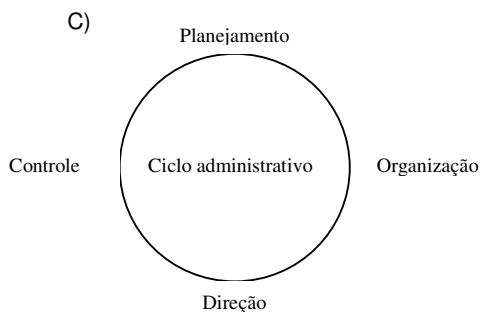 C)
Planejamento
Controle
Ciclo administrativo
Organização
Direção